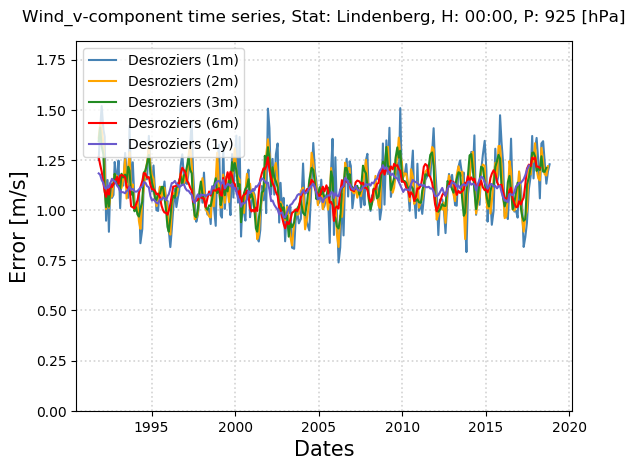 Wind_v-component time series, Stat: Lindenberg, H: 00:00, P: 925 [hPa]
Desroziers (1m)
Desroziers (2m)
Desroziers (3m)
Desroziers (6m)
Desroziers (1y)
Error [m/s]
1.75
1.50
1.25
1.00
0.75
0.50
0.25
0.00
1995 2000 2005 2010 2015 2020
Dates